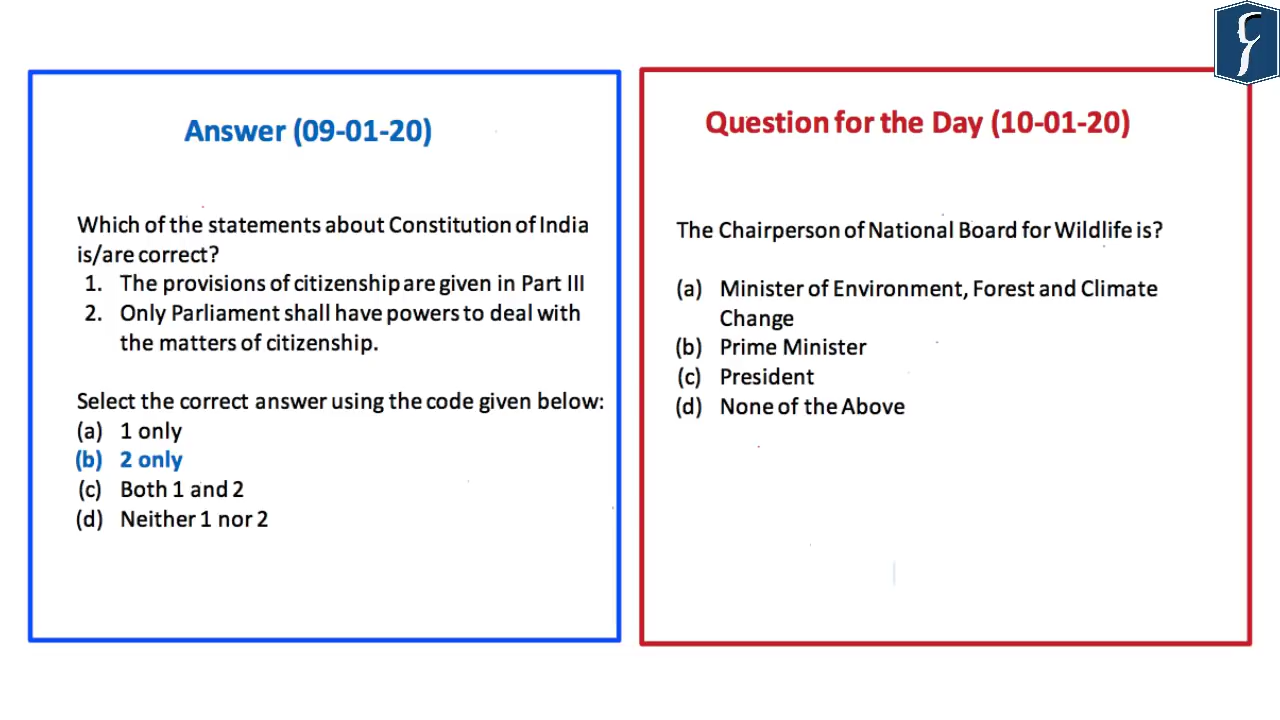 Answer (09-01-20)
Which of the statements about Constitution of India
is/are correct?
1. The provisions of citizenship are given in Part III
2. Only Parliament shall have powers to deal with
the matters of citizenship.
Select the correct answer using the code given below:
(a) 1 only
(b) 2 only
(c) Both 1 and 2
(d) Neither 1 nor 2
Question for the Day (10-01-20)
The Chairperson of National Board for Wildlife is?
(a) Minister of Environment, Forest and Climate
Change
(b) Prime Minister
(c) President
(d) None of the Above